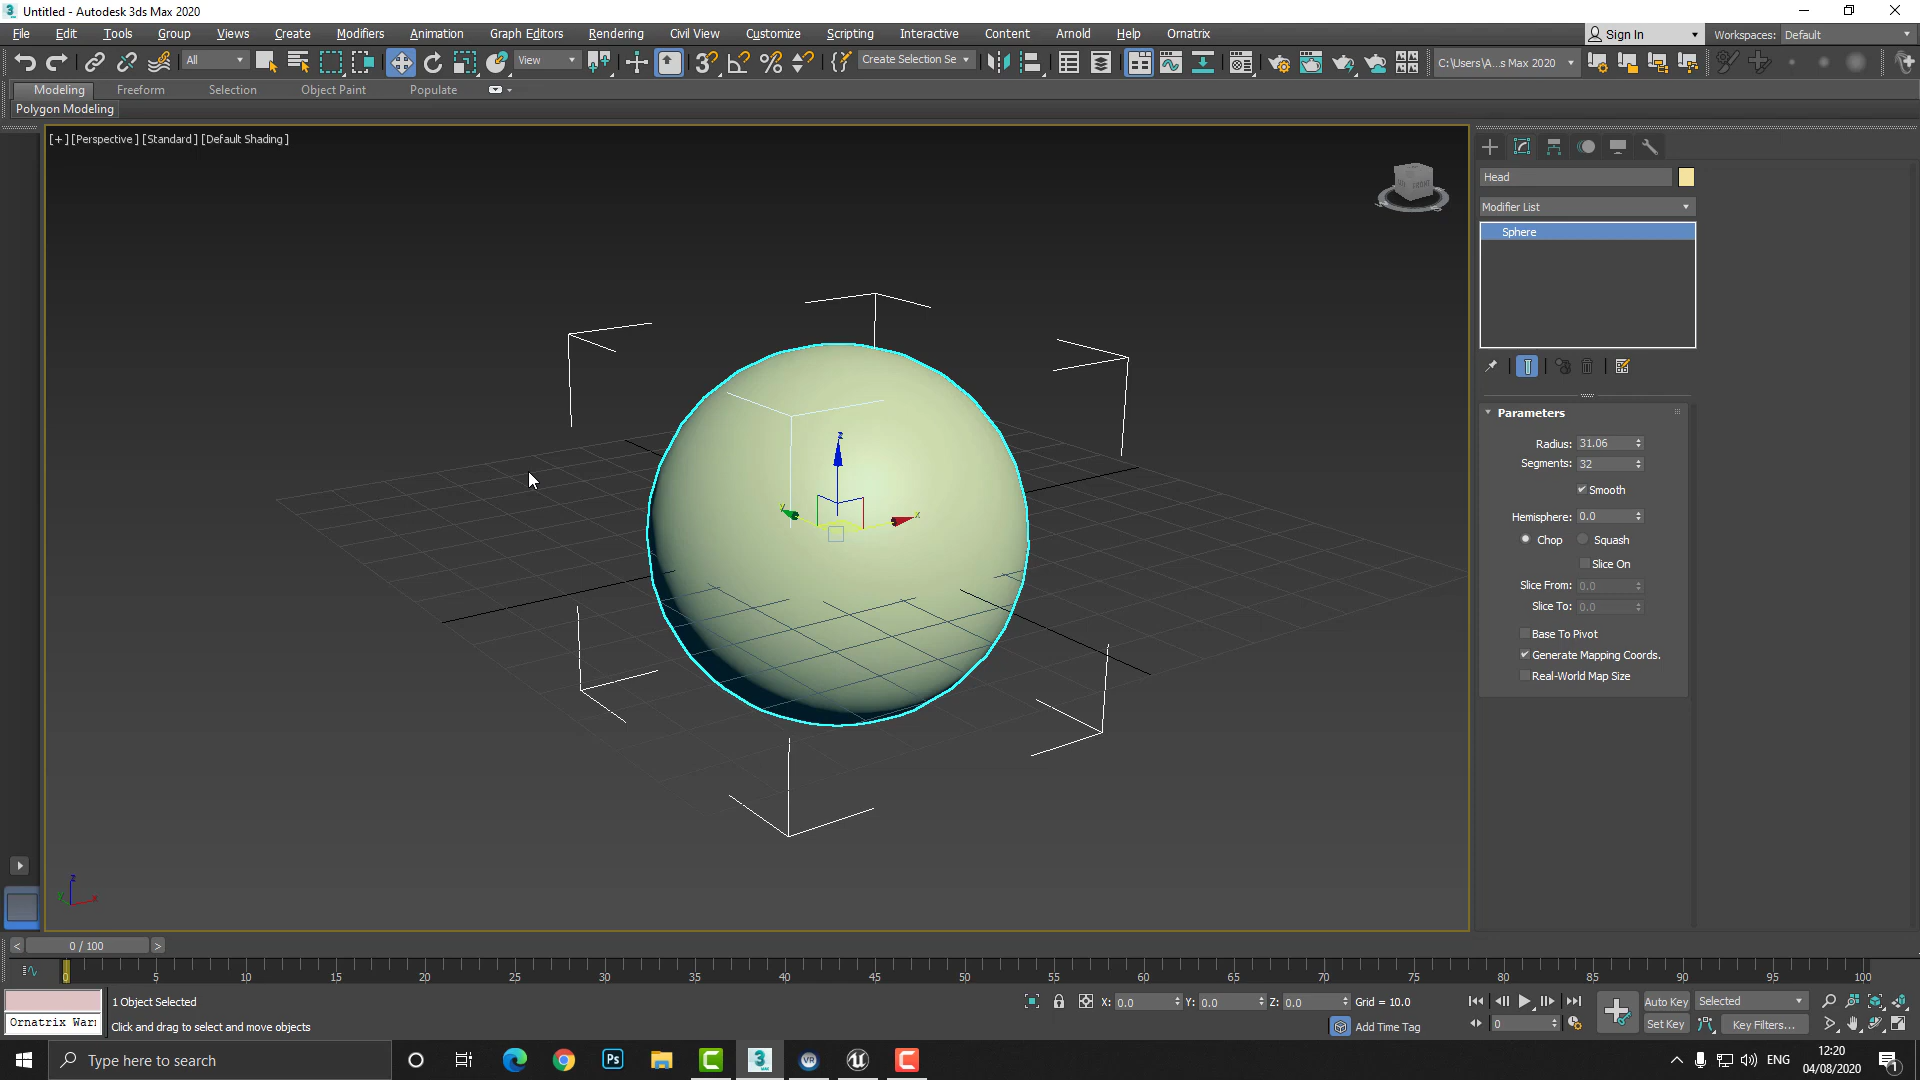 Untitled - Autodesk 3ds Max 2020
File Edit Tools Group Views Create Modifiers Animation Graph Editors Rendering Civil View Customize Scripting Interactive Content Arnold Help Ornatrix Sign In Workspaces: Default
All View Create Selection Se C:\Users\A...s Max 2020
Modeling Freeform Selection Object Paint Populate
Polygon Modeling
[+] [Perspective ] [Standard ] [Default Shading ]
Head
Modifier List
Sphere
Parameters
Radius: 31.06
Segments: 32
Smooth
Hemisphere: 0.0
Chop Squash
Slice On
Slice From: 0.0
Slice To: 0.0
Base To Pivot
Generate Mapping Coords.
Real-World Map Size
z
y x
z
y x
< 0 / 100 >
0 5 10 15 20 25 30 35 40 45 50 55 60 65 70 75 80 85 90 95 100
1 Object Selected X: 0.0 Y: 0.0 Z: 0.0 Grid = 10.0 Auto Key Selected
Ornatrix War Click and drag to select and move objects Add Time Tag 0 Set Key Key Filters...
Type here to search Ps 3 VR ENG 12:20
04/08/2020 1